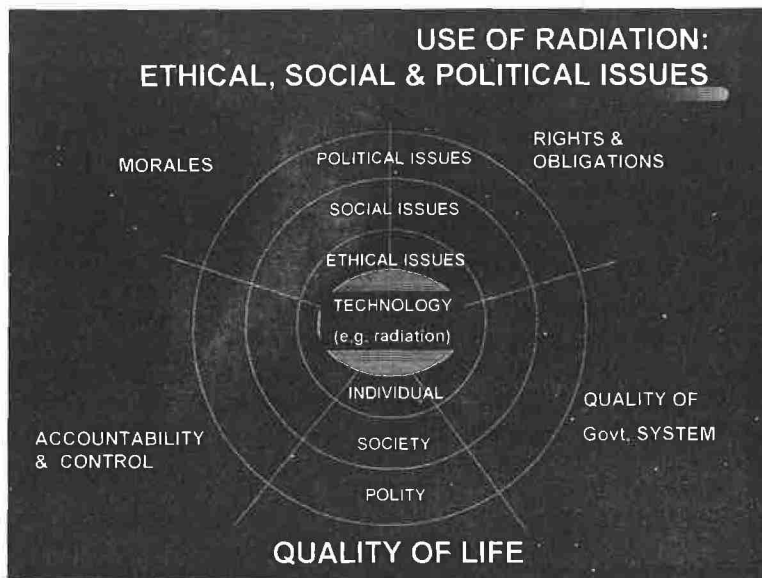 USE OF RADIATION:
ETHICAL, SOCIAL & POLITICAL ISSUES
MORALES
POLITICAL ISSUES
RIGHTS &
OBLIGATIONS
SOCIAL ISSUES
ETHICAL ISSUES
TECHNOLOGY
(e.g. radiation)
INDIVIDUAL
QUALITY OF
Govt, SYSTEM
ACCOUNTABILITY
& CONTROL
SOCIETY
POLITY
QUALITY OF LIFE